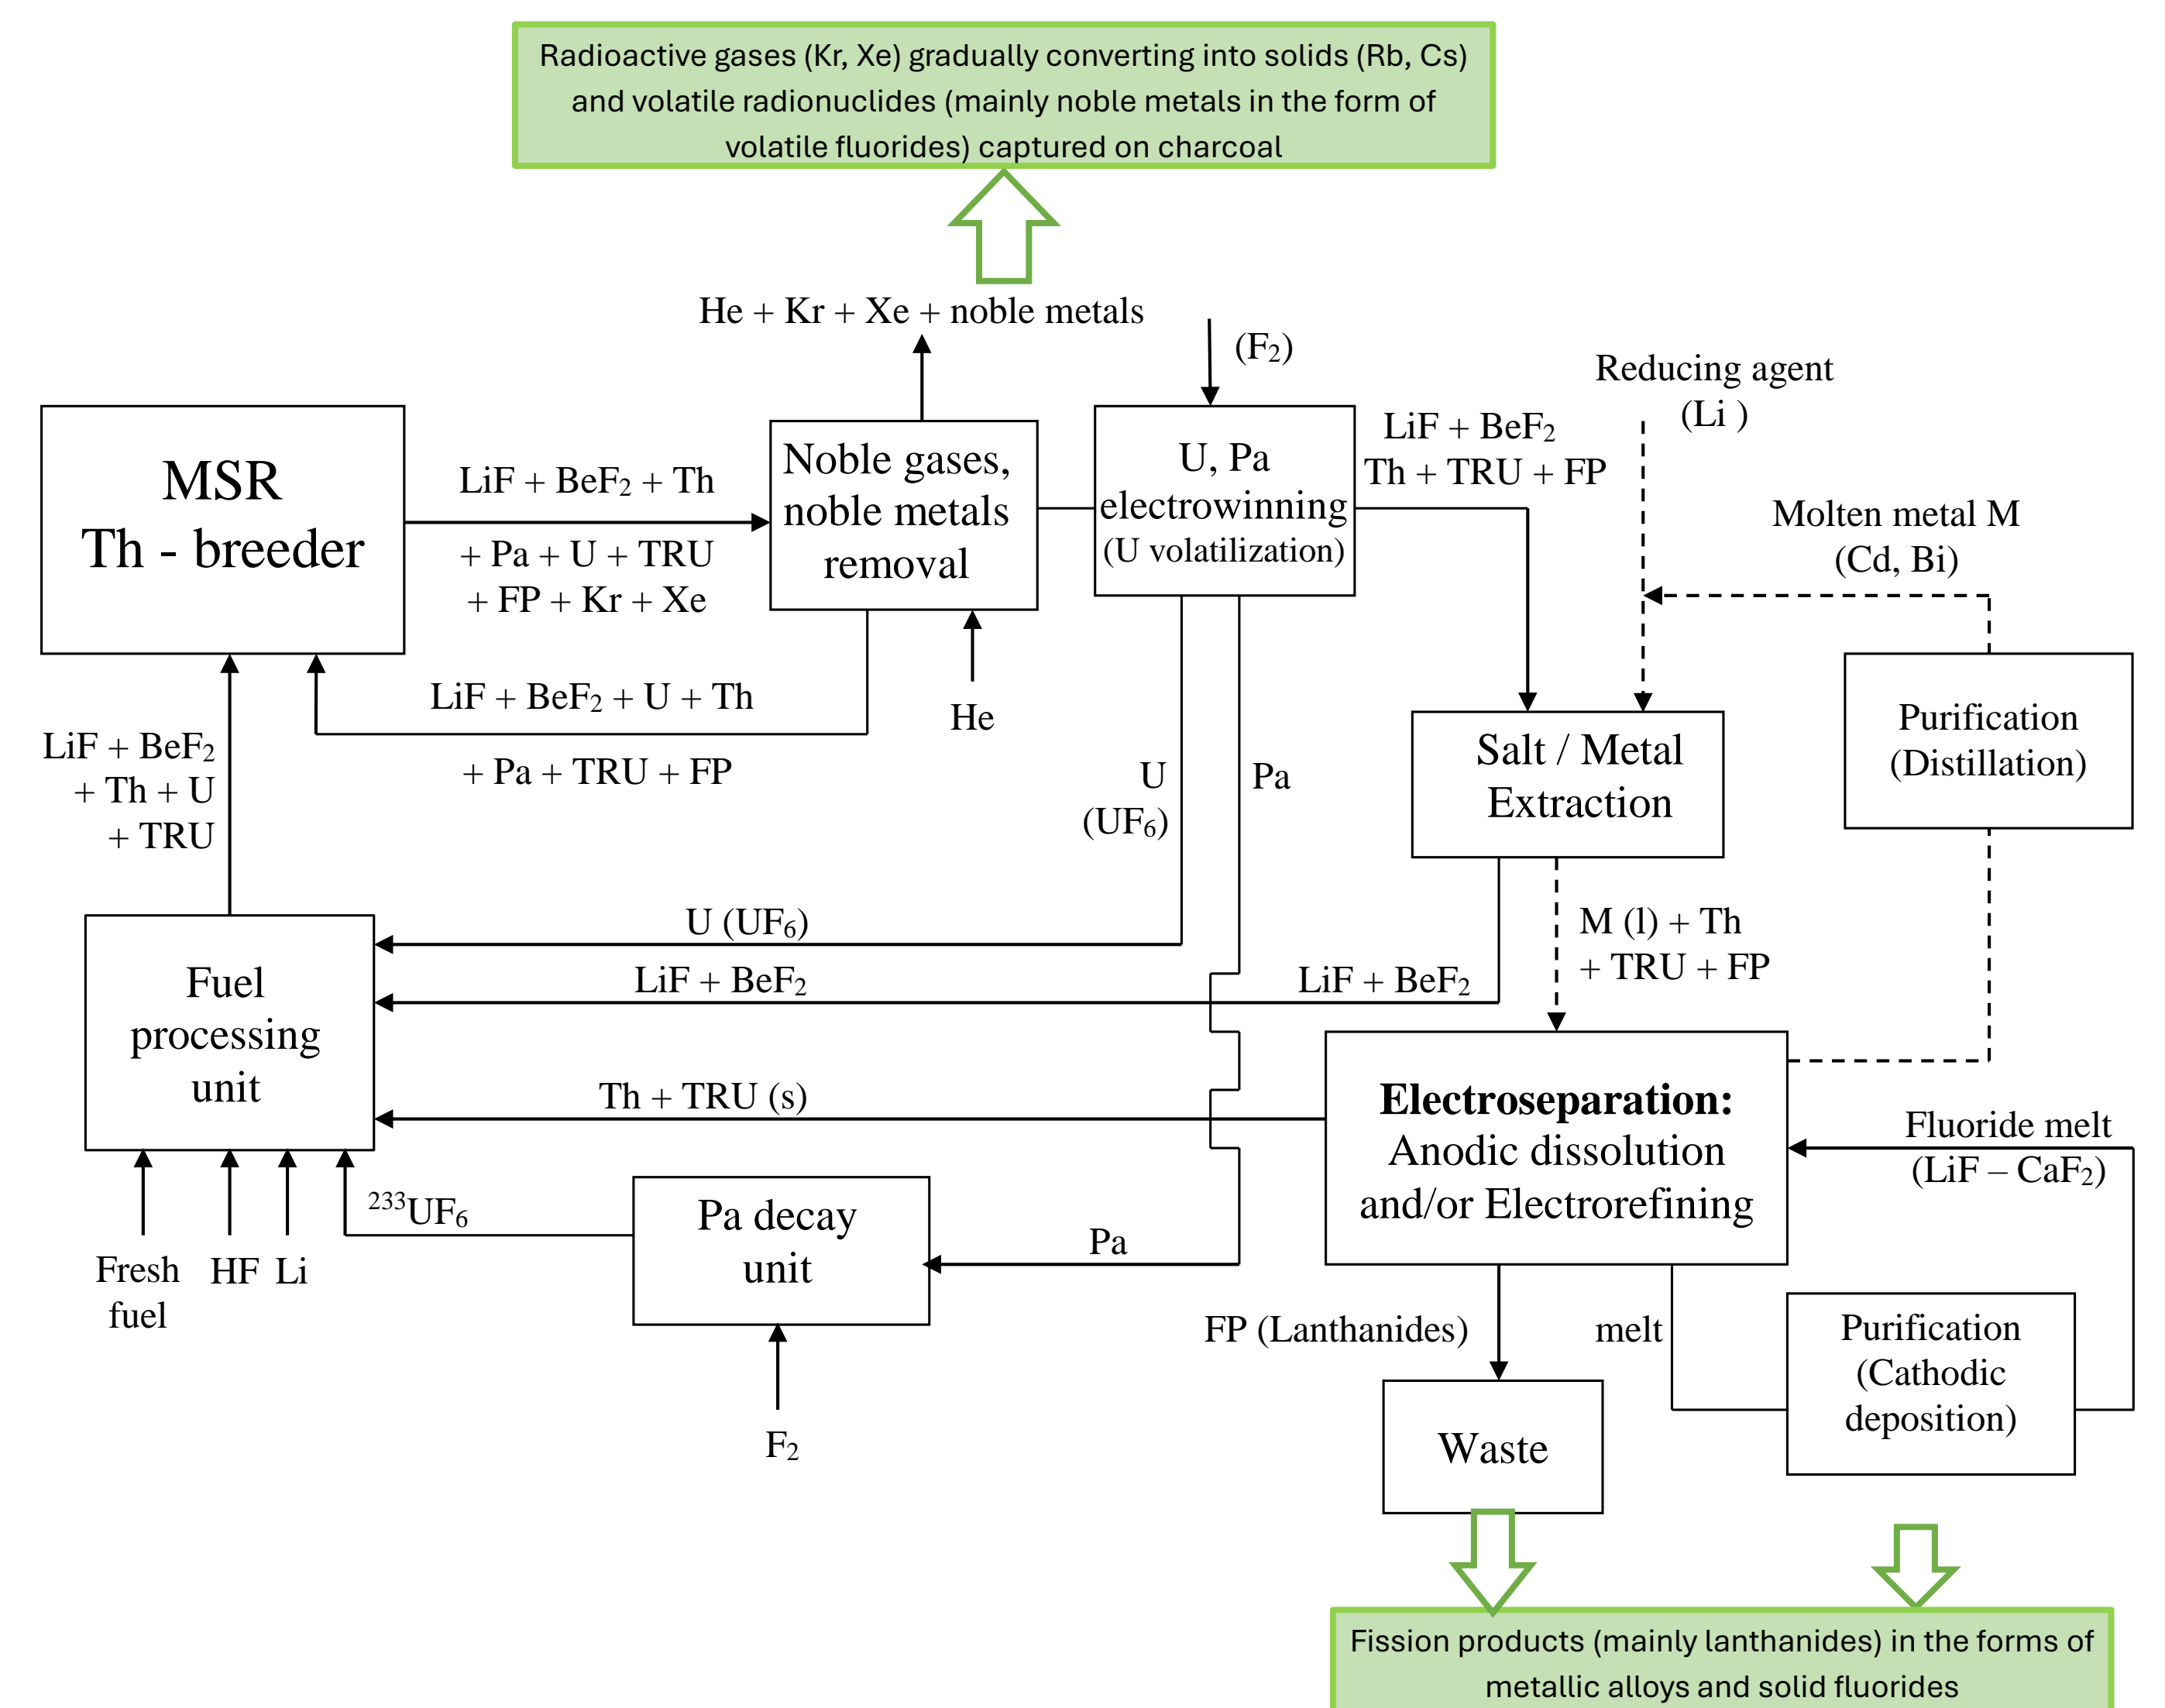 Radioactive gases (Kr, Xe) gradually converting into solids (Rb, Cs)
and volatile radionuclides (mainly noble metals in the form of
volatile fluorides) captured on charcoal
He + Kr + Xe + noble metals
(F₂)
Reducing agent
(Li )
MSR
Th - breeder
LiF + BeF₂ + Th
+ Pa + U + TRU
+ FP + Kr + Xe
Noble gases,
noble metals
removal
U, Pa
electrowinning
(U volatilization)
LiF + BeF₂
Th + TRU + FP
Molten metal M
(Cd, Bi)
LiF + BeF₂ + U + Th
+ Pa + TRU + FP
He
LiF + BeF₂
+ Th + U
+ TRU
U
(UF₆)
Pa
Salt / Metal
Extraction
Purification
(Distillation)
U (UF₆)
LiF + BeF₂
LiF + BeF₂
M (l) + Th
+ TRU + FP
Fuel
processing
unit
Th + TRU (s)
Electroseparation:
Anodic dissolution
and/or Electrorefining
Fluoride melt
(LiF – CaF₂)
²³³UF₆
Pa decay
unit
Pa
Fresh
fuel
HF
Li
F₂
FP (Lanthanides)
melt
Purification
(Cathodic
deposition)
Waste
Fission products (mainly lanthanides) in the forms of
metallic alloys and solid fluorides